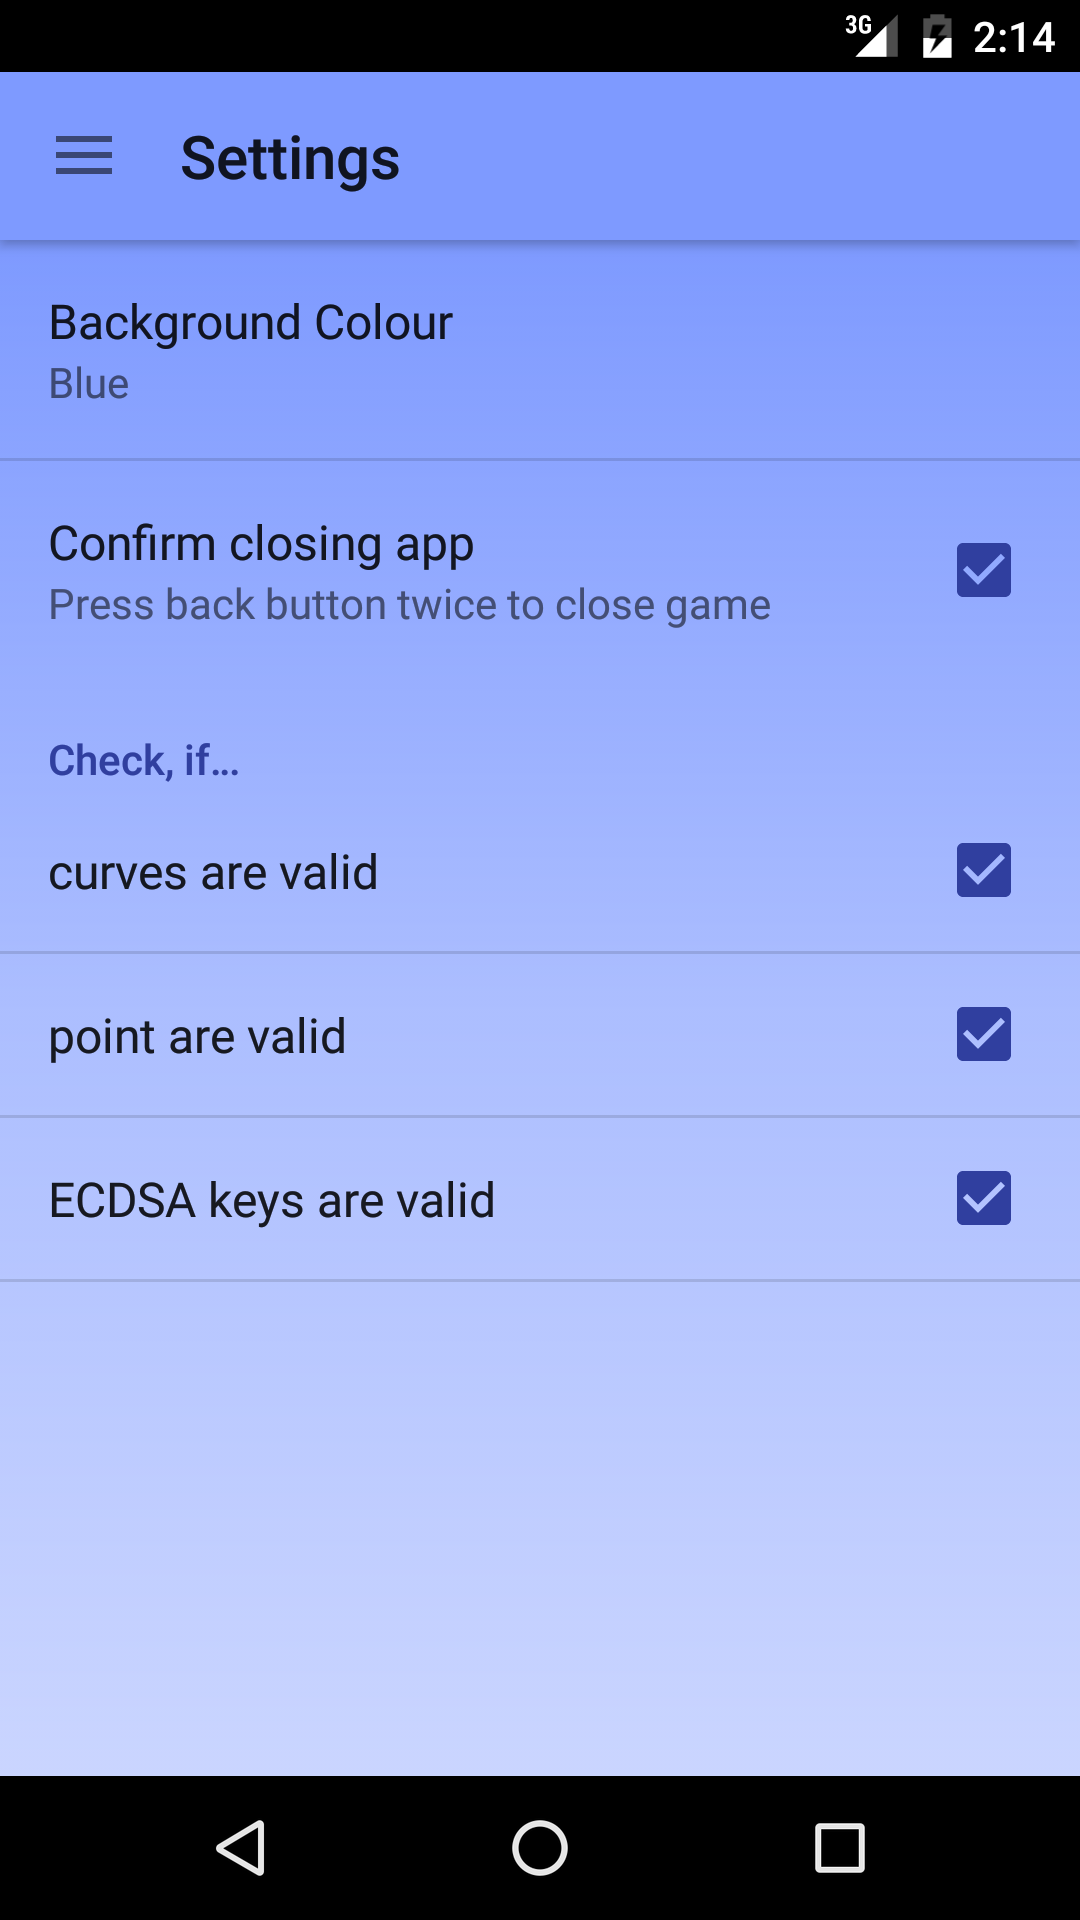 3G 2:14
Settings
Background Colour
Blue
Confirm closing app
Press back button twice to close game
Check, if...
curves are valid
point are valid
ECDSA keys are valid